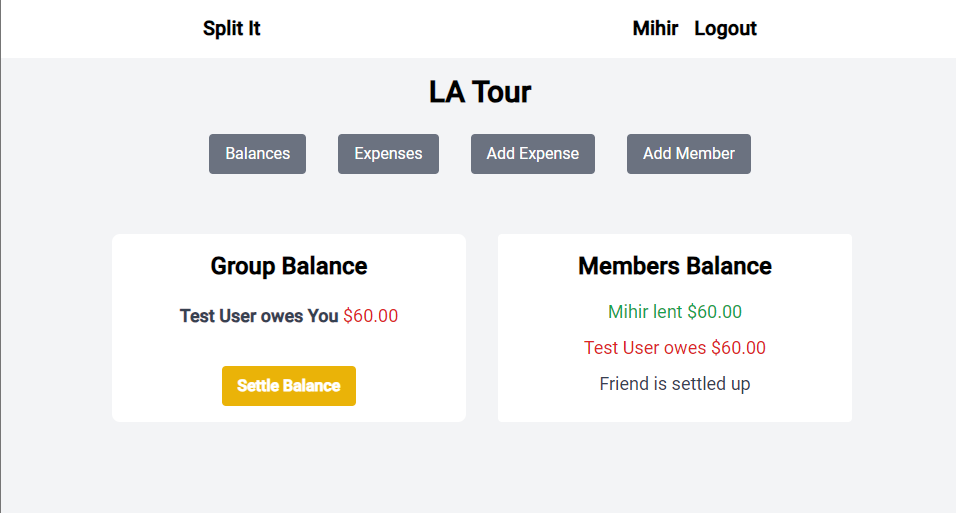 Split It
Mihir Logout
LA Tour
Balances
Expenses
Add Expense
Add Member
Group Balance
Test User owes You $60.00
Settle Balance
Members Balance
Mihir lent $60.00
Test User owes $60.00
Friend is settled up